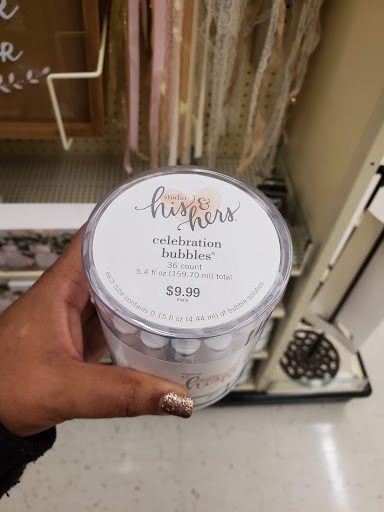 studio
his & hers
celebration
bubbles®
36 count
5.4 fl oz (159.70 ml) total
$9.99
each tube contains 0.15 fl oz (4.44 ml) of bubble solution